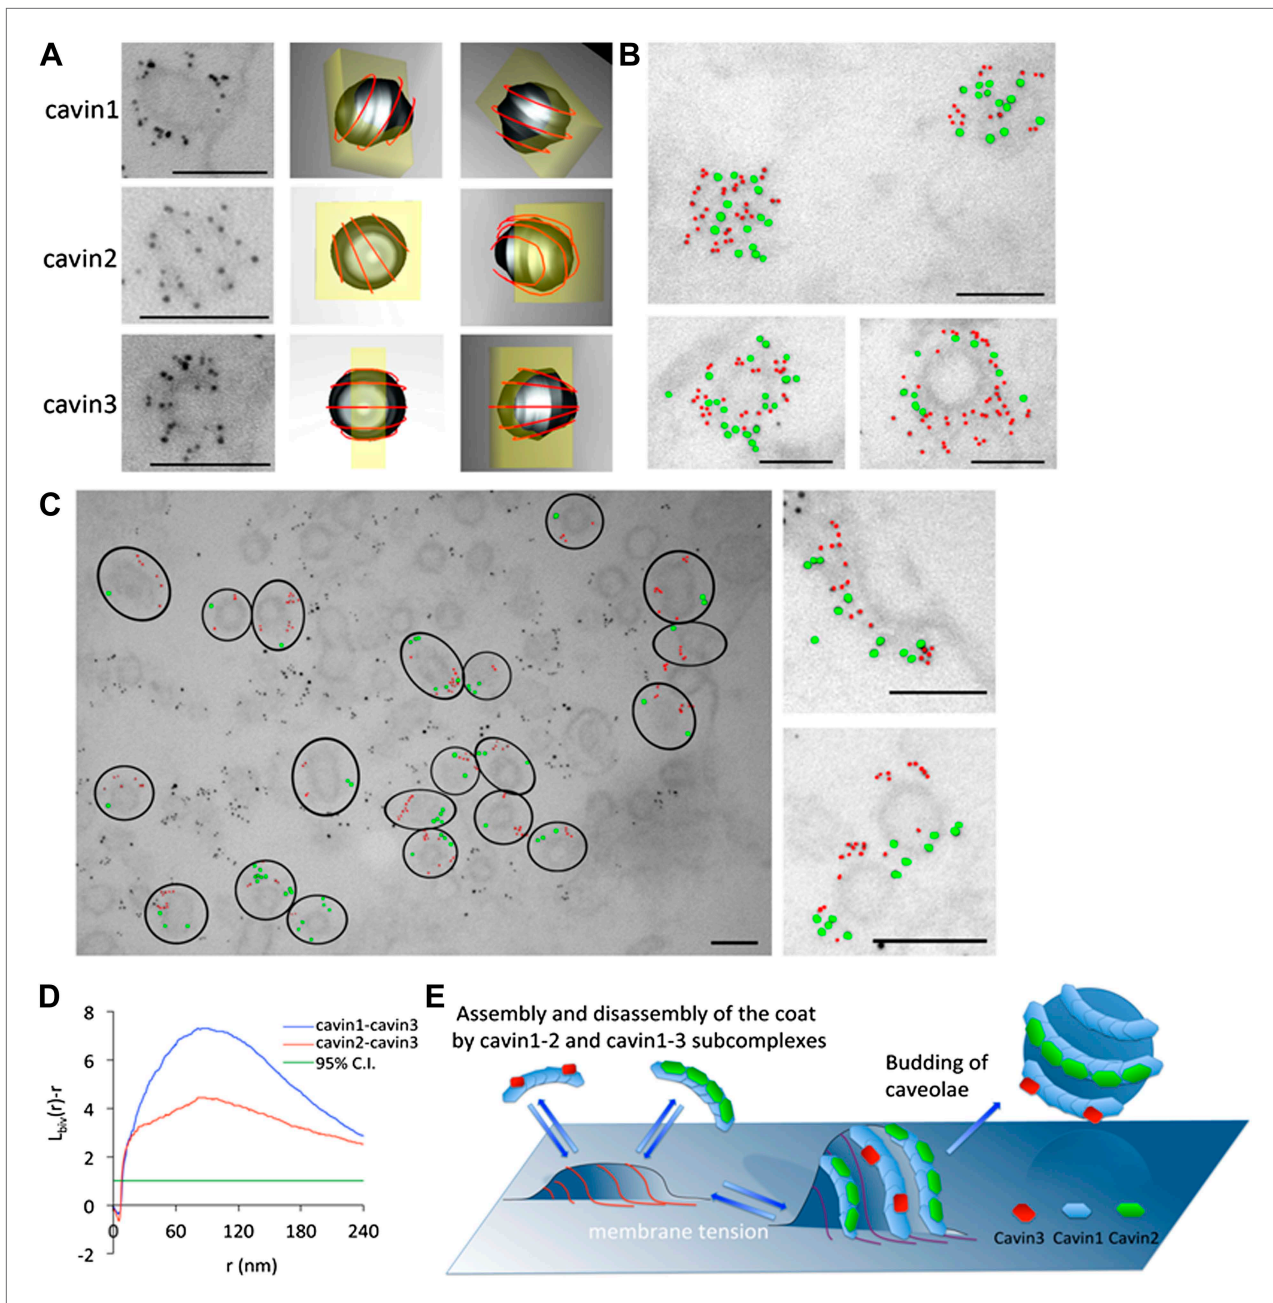 A
B
cavin1
cavin2
cavin3
C
D
E
8
6
4
2
0
-2
L_biv(r)-r
cavin1-cavin3
cavin2-cavin3
95% C.I.
0 60 120 180 240
r (nm)
Assembly and disassembly of the coat
by cavin1-2 and cavin1-3 subcomplexes
Budding of
caveolae
membrane tension
Cavin3 Cavin1 Cavin2